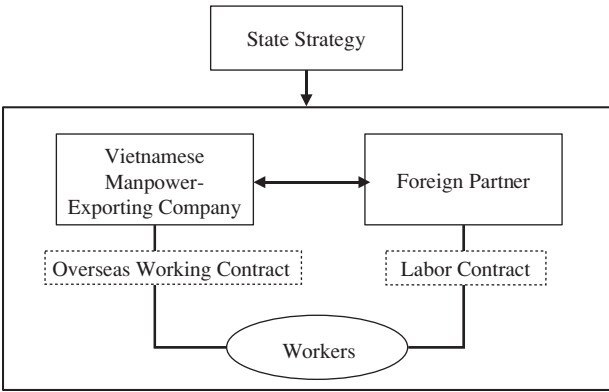 State Strategy
Vietnamese
Manpower-
Exporting Company
Foreign Partner
Overseas Working Contract
Labor Contract
Workers